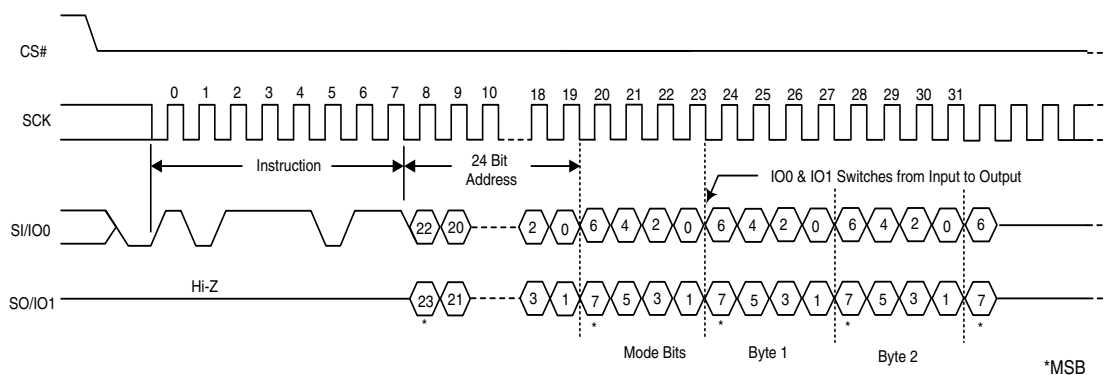 CS#
0 1 2 3 4 5 6 7 8 9 10 18 19 20 21 22 23 24 25 26 27 28 29 30 31
SCK
Instruction
24 Bit
Address
IO0 & IO1 Switches from Input to Output
SI/IO0
22 20 2 0 6 4 2 0 6 4 2 0 6 4 2 0 6
Hi-Z
SO/IO1
23 21 3 1 7 5 3 1 7 5 3 1 7 5 3 1 7
* * * * *
Mode Bits Byte 1 Byte 2
*MSB